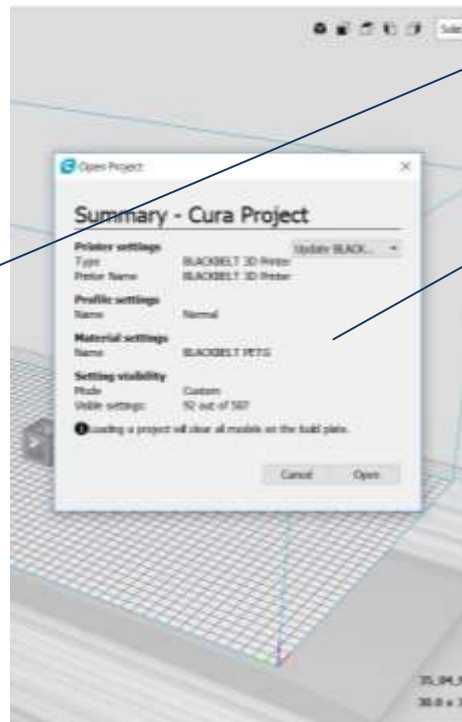 Open Project
Summary - Cura Project
Printer settings
Update BLACK...
Type BLACKBELT 3D Printer
Printer Name BLACKBELT 3D Printer
Profile settings
Name Normal
Material settings
Name BLACKBELT PETG
Setting visibility
Mode Custom
Visible settings: 92 out of 507
Loading a project will clear all models on the build plate.
Cancel Open